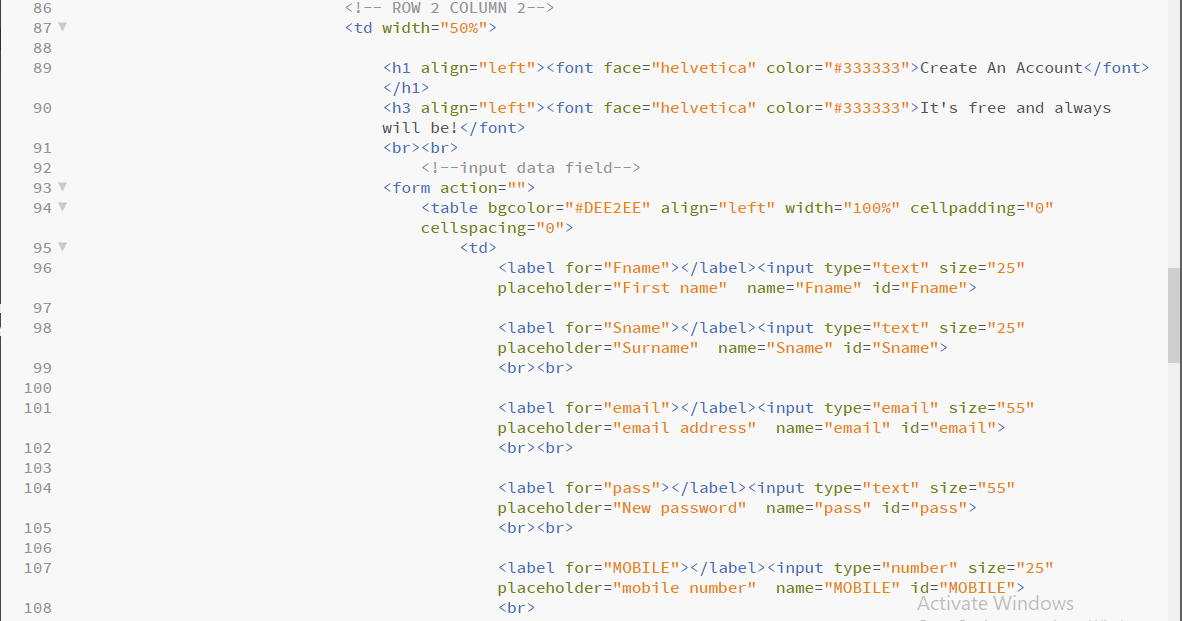 86 <!-- ROW 2 COLUMN 2-->
87 <td width="50%">
88
89 <h1 align="left"><font face="helvetica" color="#333333">Create An Account</font>
</h1>
90 <h3 align="left"><font face="helvetica" color="#333333">It's free and always
will be!</font>
91 <br><br>
92 <!--input data field-->
93 <form action="">
94 <table bgcolor="#DEE2EE" align="left" width="100%" cellpadding="0"
cellspacing="0">
95 <td>
96 <label for="Fname"></label><input type="text" size="25"
placeholder="First name"  name="Fname" id="Fname">
97
98 <label for="Sname"></label><input type="text" size="25"
placeholder="Surname"  name="Sname" id="Sname">
99 <br><br>
100
101 <label for="email"></label><input type="email" size="55"
placeholder="email address"  name="email" id="email">
102 <br><br>
103
104 <label for="pass"></label><input type="text" size="55"
placeholder="New password"  name="pass" id="pass">
105 <br><br>
106
107 <label for="MOBILE"></label><input type="number" size="25"
placeholder="mobile number"  name="MOBILE" id="MOBILE">
108 <br>
Activate Windows